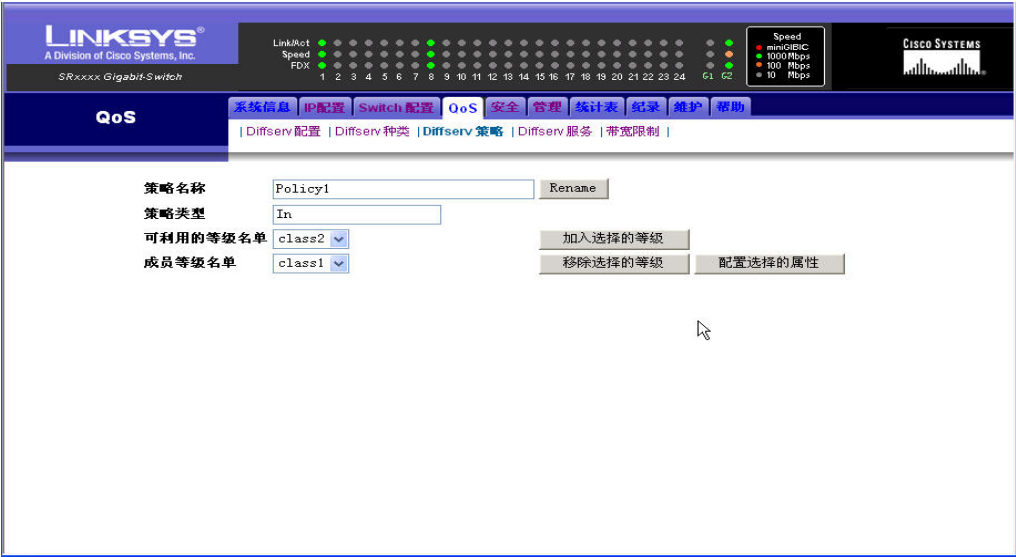 LINKSYS®
A Division of Cisco Systems, Inc.
SRxxxx Gigabit-Switch
Link/Act
Speed
FDX
1 2 3 4 5 6 7 8 9 10 11 12 13 14 15 16 17 18 19 20 21 22 23 24 G1 G2
Speed
miniGIBIC
1000 Mbps
100 Mbps
10 Mbps
CISCO SYSTEMS
QoS
系统信息 IP配置 Switch 配置 QoS 安全 管理 统计表 纪录 维护 帮助
| Diffserv 配置 | Diffserv 种类 | Diffserv 策略 | Diffserv 服务 | 带宽限制 |
策略名称 Policy1 Rename
策略类型 In
可利用的等级名单 class2 加入选择的等级
成员等级名单 class1 移除选择的等级 配置选择的属性